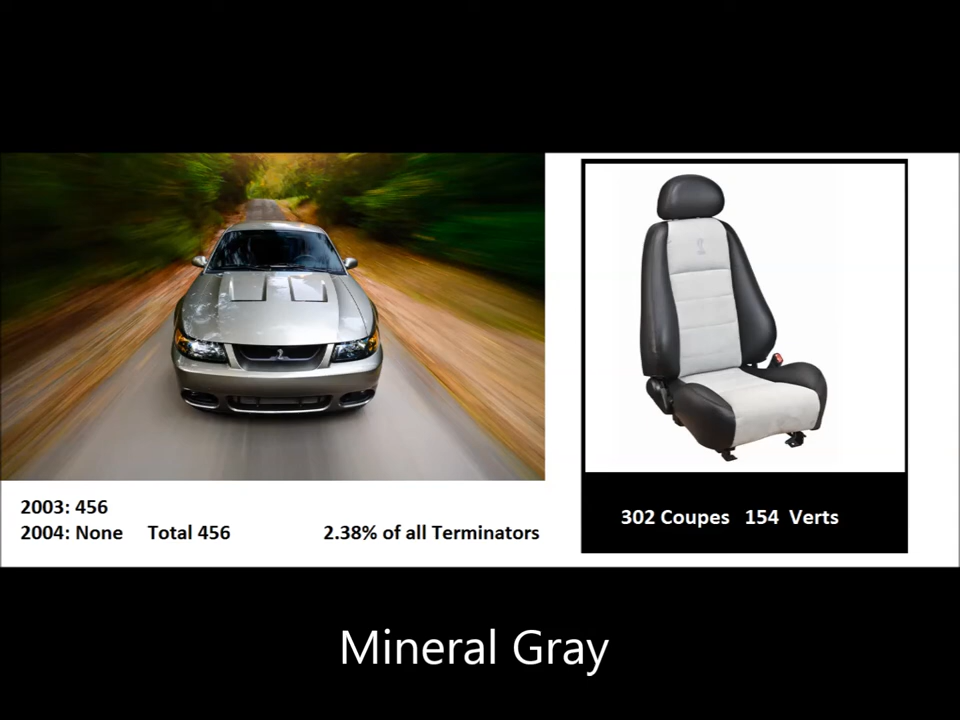 2003: 456
2004: None Total 456 2.38% of all Terminators
302 Coupes 154 Verts
Mineral Gray